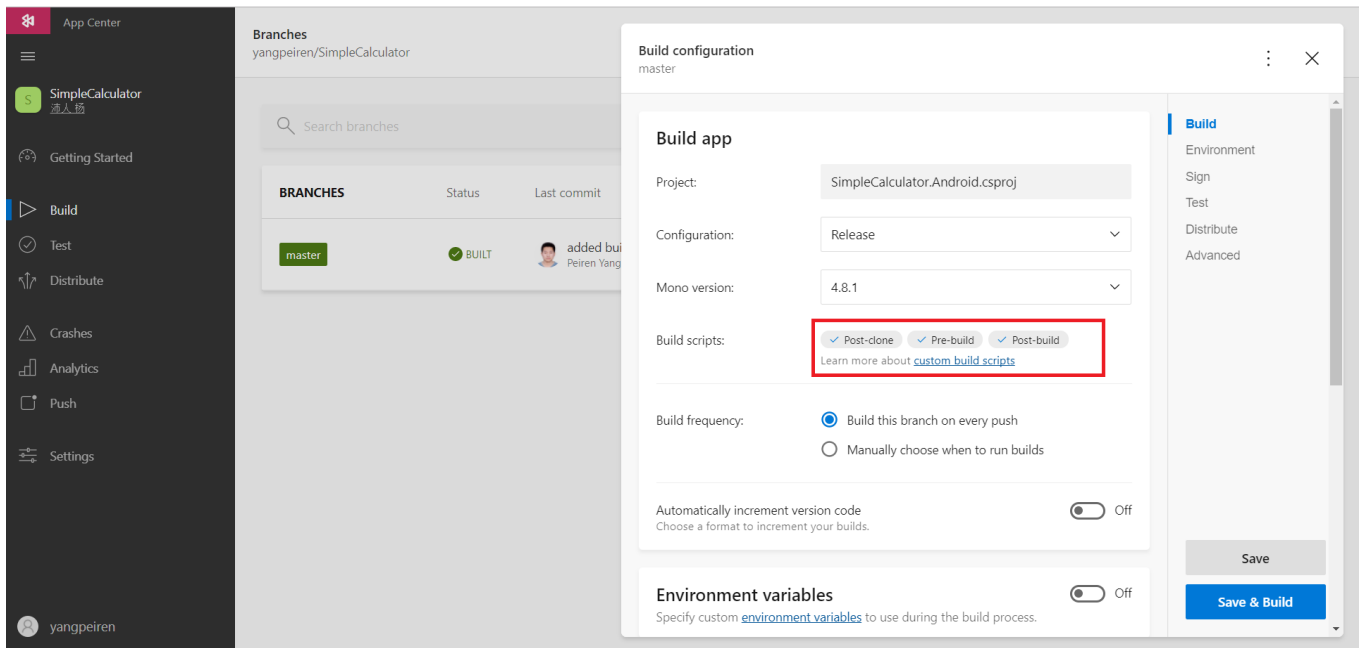 App Center
SimpleCalculator
沛人 杨
Getting Started
Build
Test
Distribute
Crashes
Analytics
Push
Settings
yangpeiren
Branches
yangpeiren/SimpleCalculator
Search branches
BRANCHES Status Last commit
master BUILT added bui
Peiren Yang
Build configuration
master
Build app
Project: SimpleCalculator.Android.csproj
Configuration: Release
Mono version: 4.8.1
Build scripts: Post-clone Pre-build Post-build
Learn more about custom build scripts
Build frequency: Build this branch on every push
Manually choose when to run builds
Automatically increment version code Off
Choose a format to increment your builds.
Environment variables Off
Specify custom environment variables to use during the build process.
Build
Environment
Sign
Test
Distribute
Advanced
Save
Save & Build
S